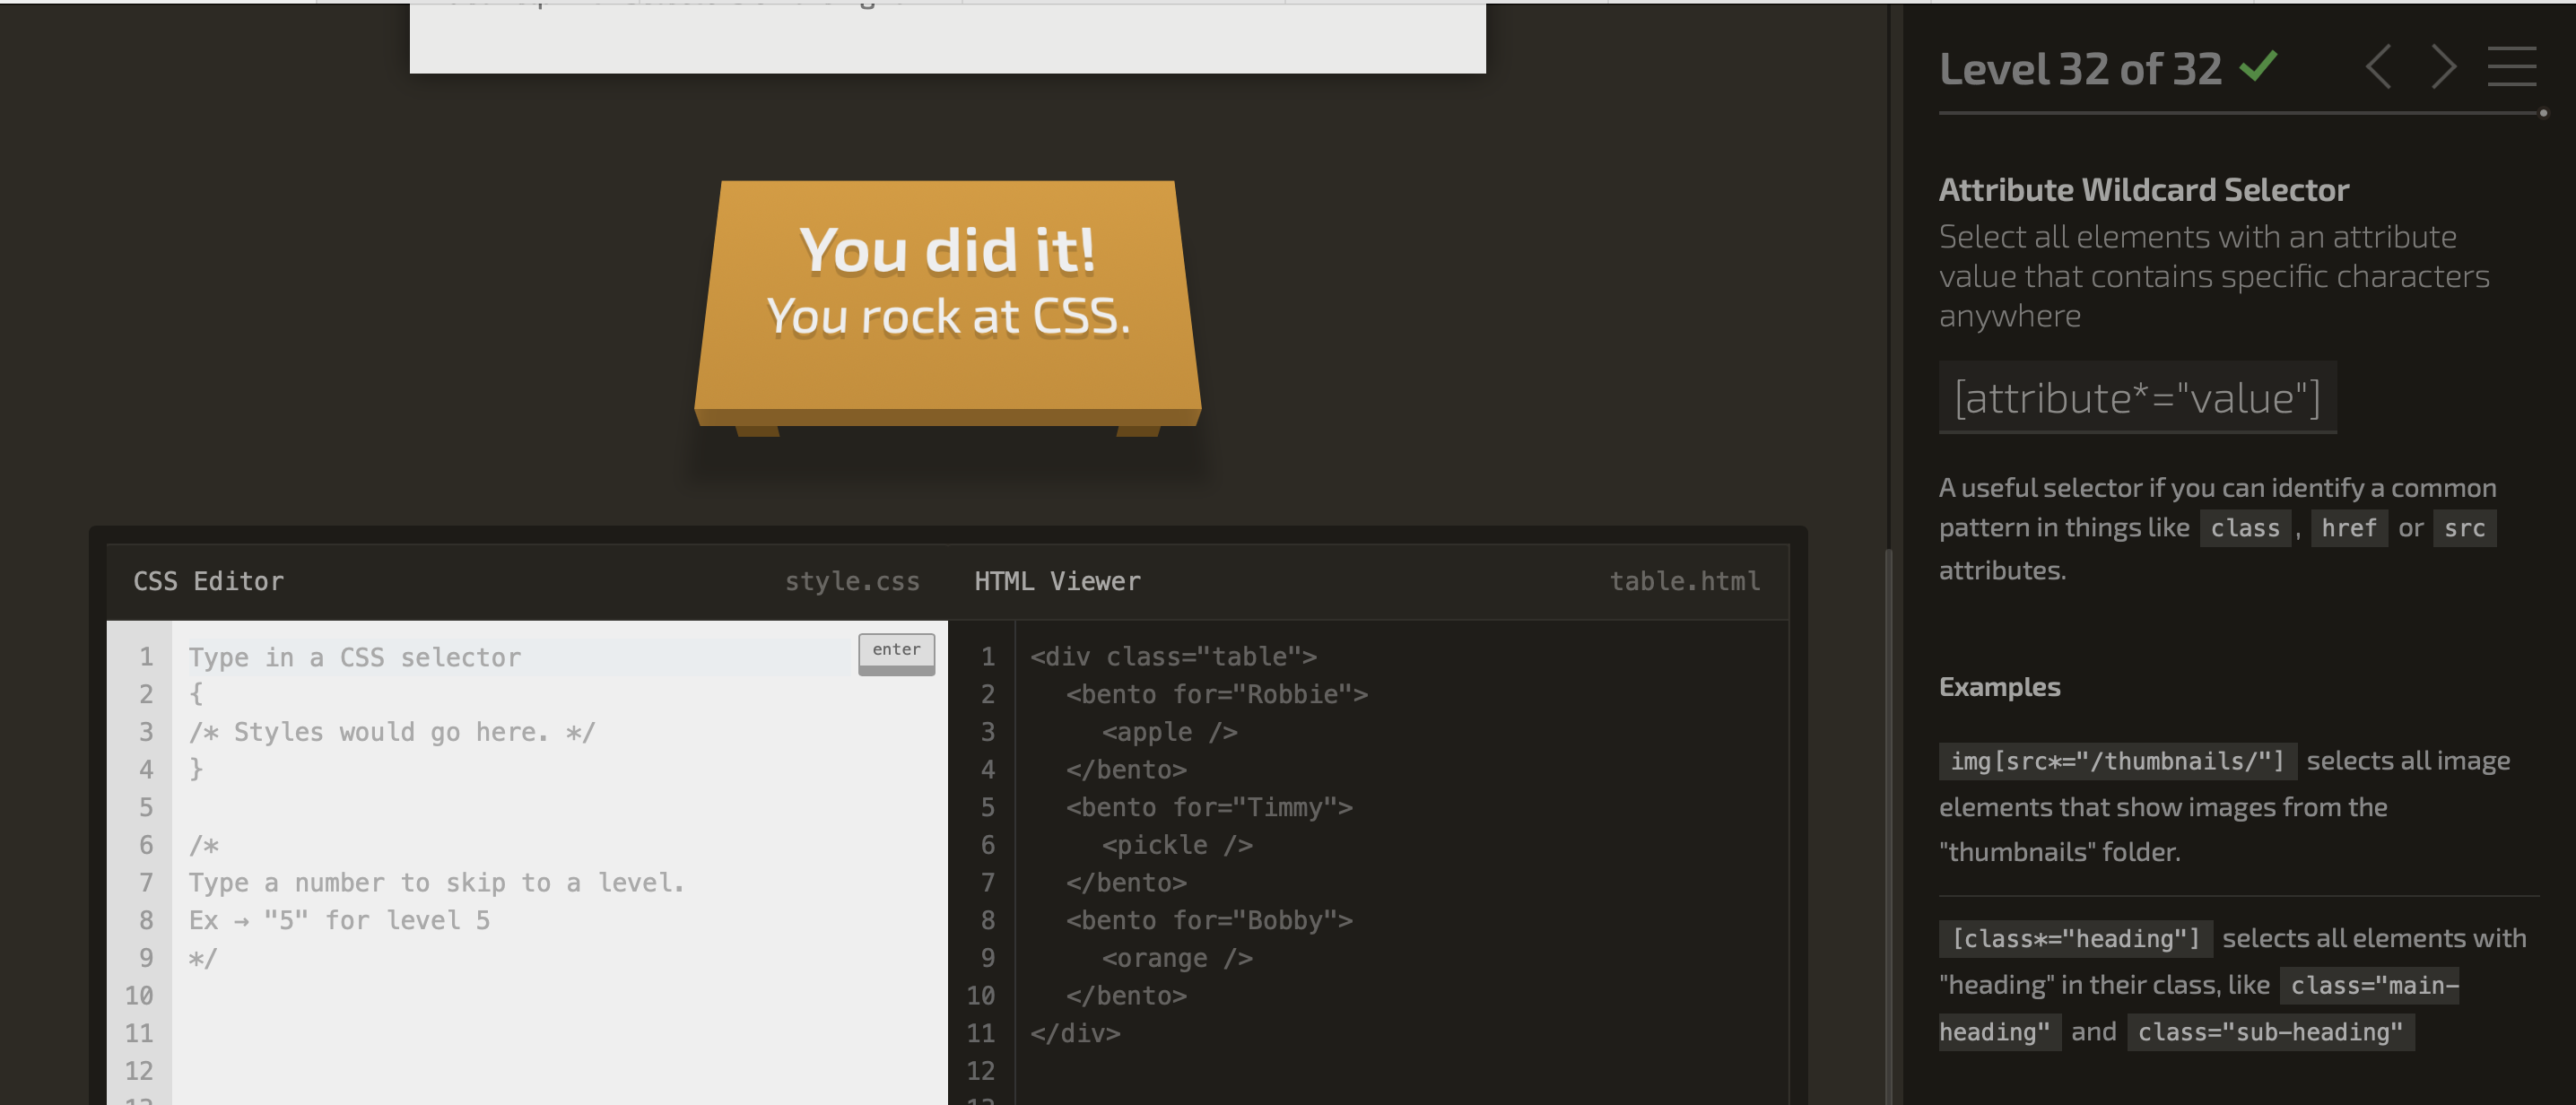 You did it!
You rock at CSS.
CSS Editor style.css
1 Type in a CSS selector
enter
2 {
3 /* Styles would go here. */
4 }
5
6 /*
7 Type a number to skip to a level.
8 Ex → "5" for level 5
9 */
10
11
12
13
HTML Viewer table.html
1 <div class="table">
2 <bento for="Robbie">
3 <apple />
4 </bento>
5 <bento for="Timmy">
6 <pickle />
7 </bento>
8 <bento for="Bobby">
9 <orange />
10 </bento>
11 </div>
12
13
Level 32 of 32
Attribute Wildcard Selector
Select all elements with an attribute
value that contains specific characters
anywhere
[attribute*="value"]
A useful selector if you can identify a common
pattern in things like class , href or src
attributes.
Examples
img[src*="/thumbnails/"] selects all image
elements that show images from the
"thumbnails" folder.
[class*="heading"] selects all elements with
"heading" in their class, like class="main-
heading" and class="sub-heading"